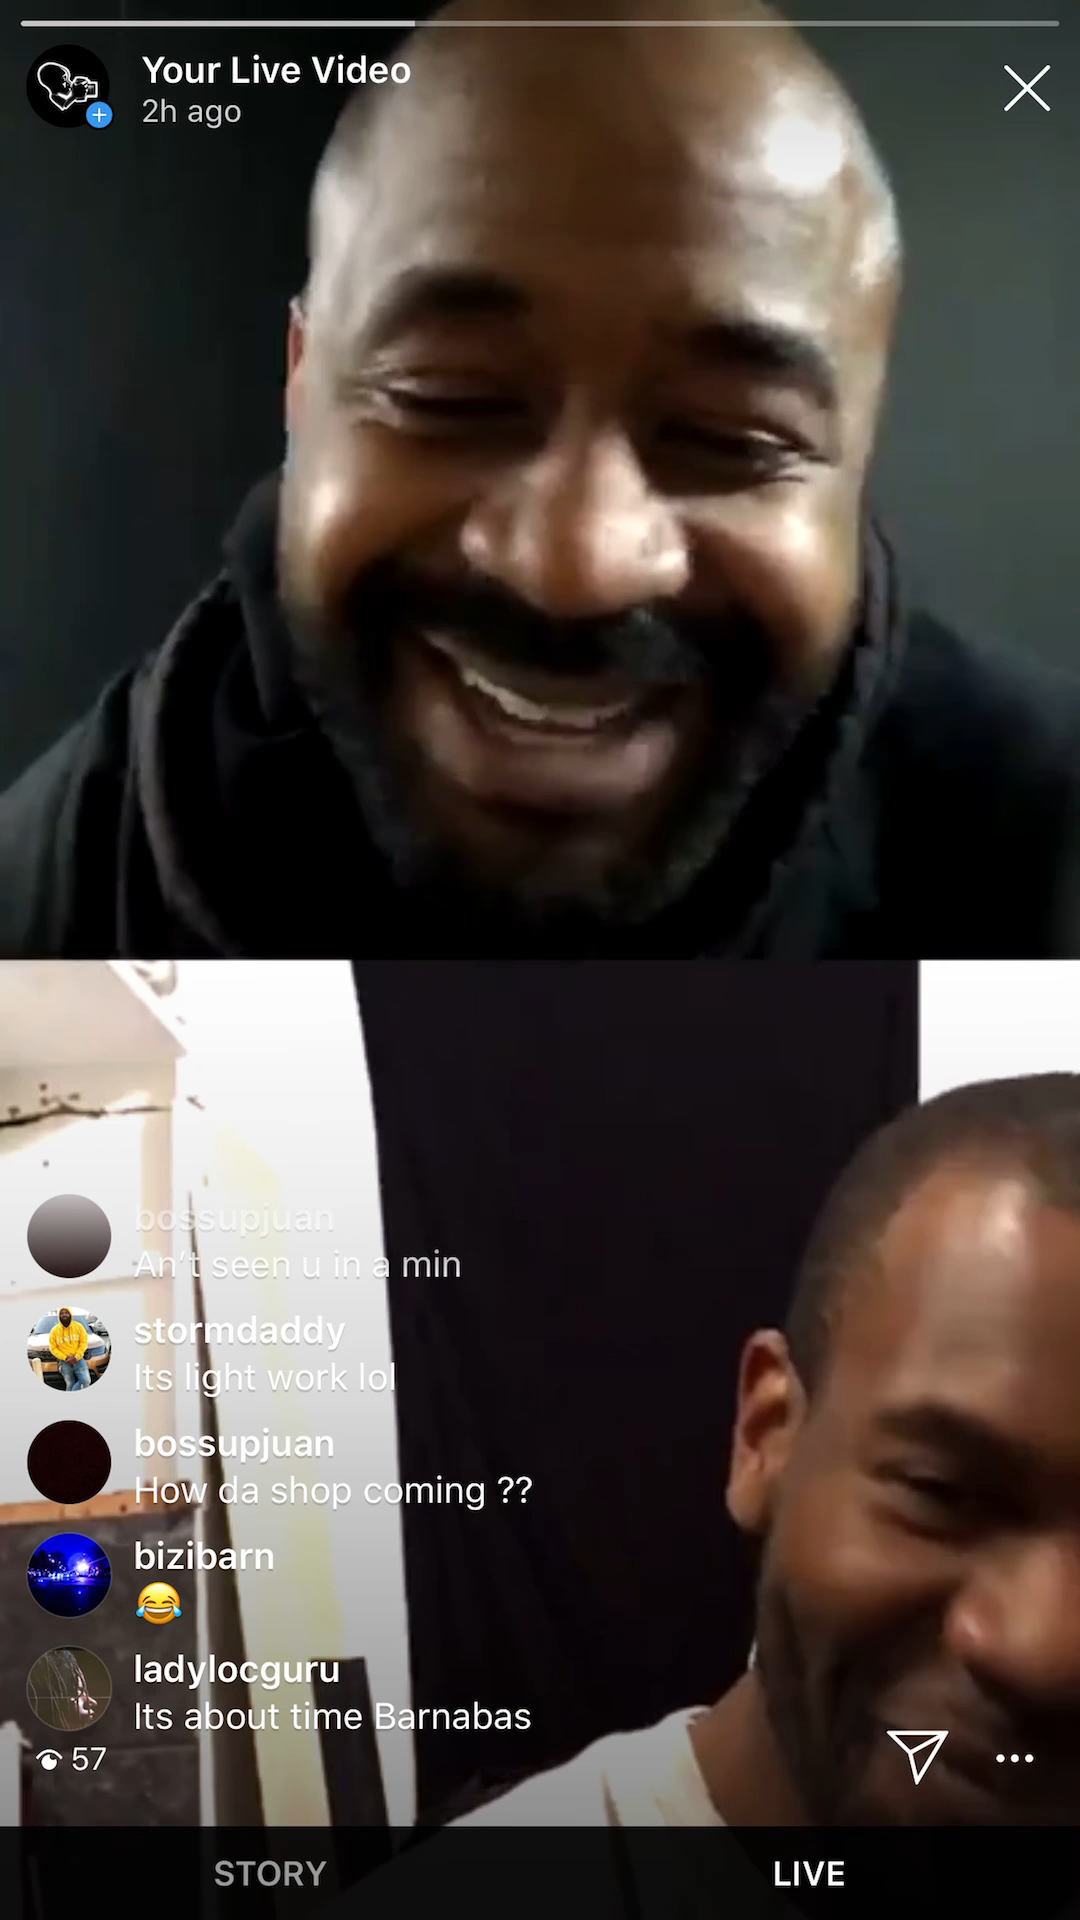 Your Live Video
2h ago
bossupjuan
An't seen u in a min
stormdaddy
Its light work lol
bossupjuan
How da shop coming ??
bizibarn
😂
ladylocguru
Its about time Barnabas
57
STORY
LIVE